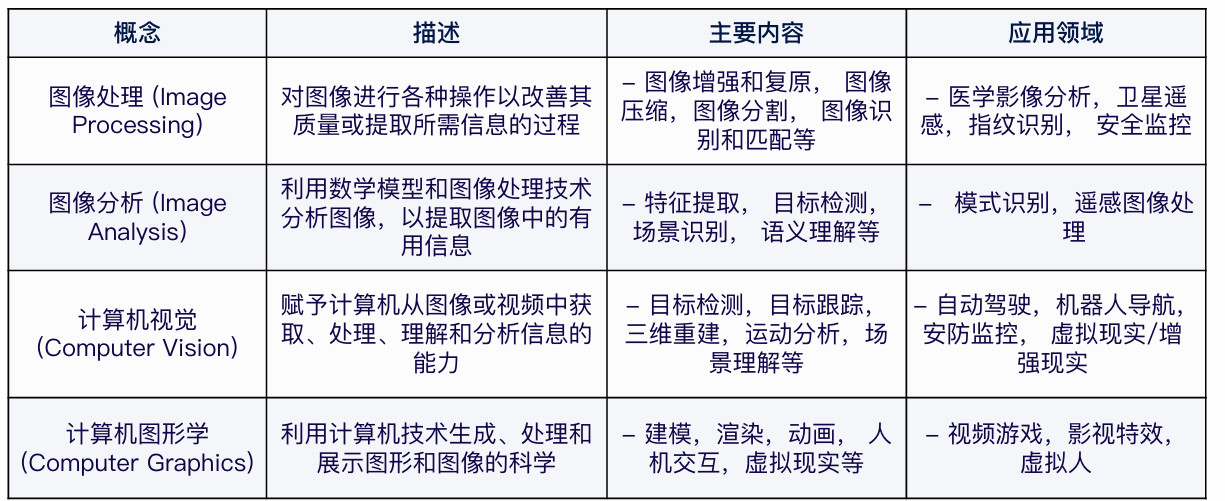 概念
描述
主要内容
应用领域
图像处理 (Image
Processing)
对图像进行各种操作以改善其
质量或提取所需信息的过程
– 图像增强和复原， 图像
压缩，图像分割， 图像识
别和匹配等
– 医学影像分析，卫星遥
感，指纹识别， 安全监控
图像分析 (Image
Analysis)
利用数学模型和图像处理技术
分析图像，以提取图像中的有
用信息
– 特征提取， 目标检测，
场景识别， 语义理解等
– 模式识别，遥感图像处
理
计算机视觉
(Computer Vision)
赋予计算机从图像或视频中获
取、处理、理解和分析信息的
能力
– 目标检测，目标跟踪，
三维重建，运动分析，场
景理解等
– 自动驾驶，机器人导航，
安防监控， 虚拟现实/增
强现实
计算机图形学
(Computer Graphics)
利用计算机技术生成、处理和
展示图形和图像的科学
– 建模，渲染，动画， 人
机交互，虚拟现实等
– 视频游戏，影视特效，
虚拟人